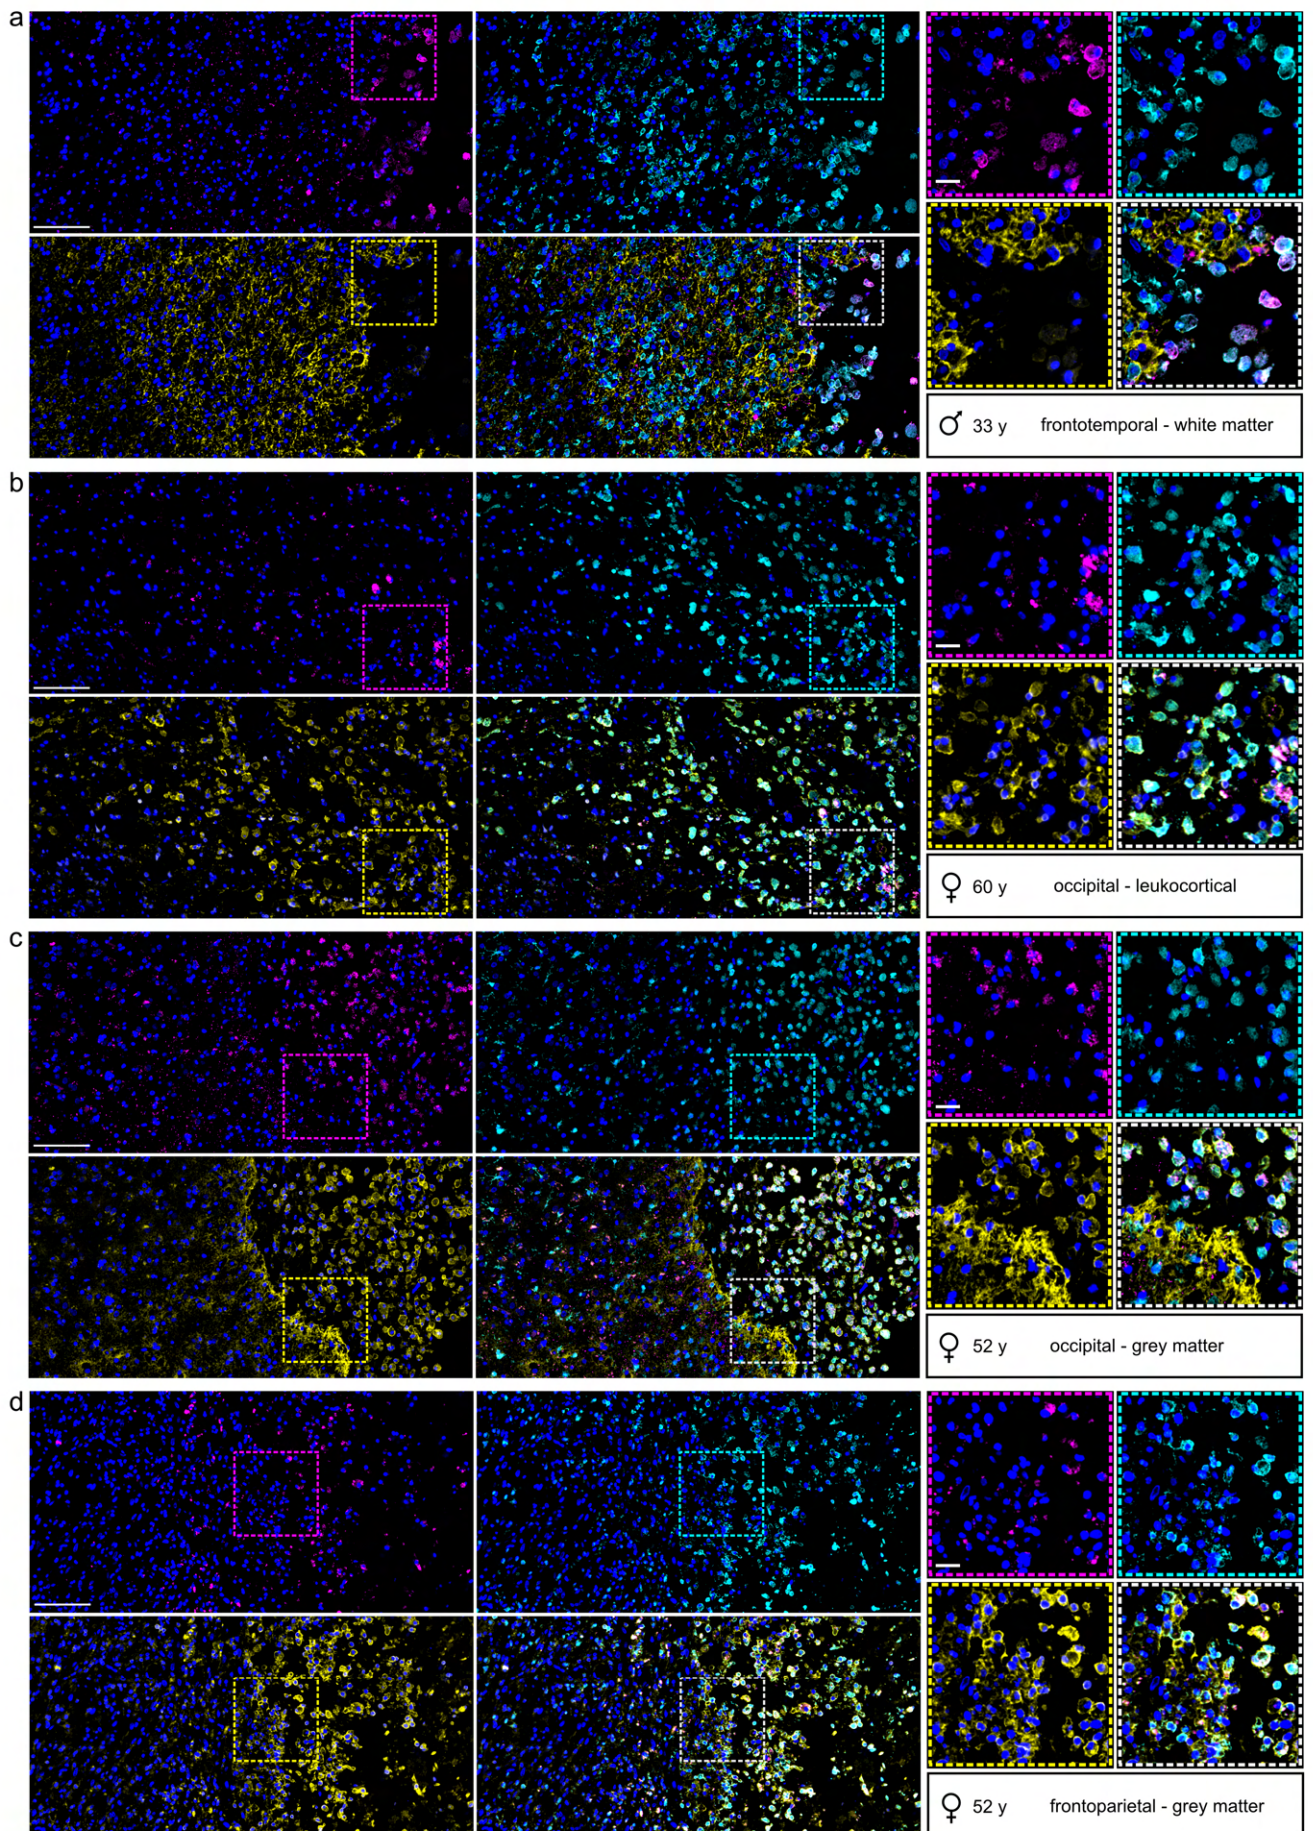 a
♂ 33 y frontotemporal - white matter
b
♀ 60 y occipital - leukocortical
c
♀ 52 y occipital - grey matter
d
♀ 52 y frontoparietal - grey matter